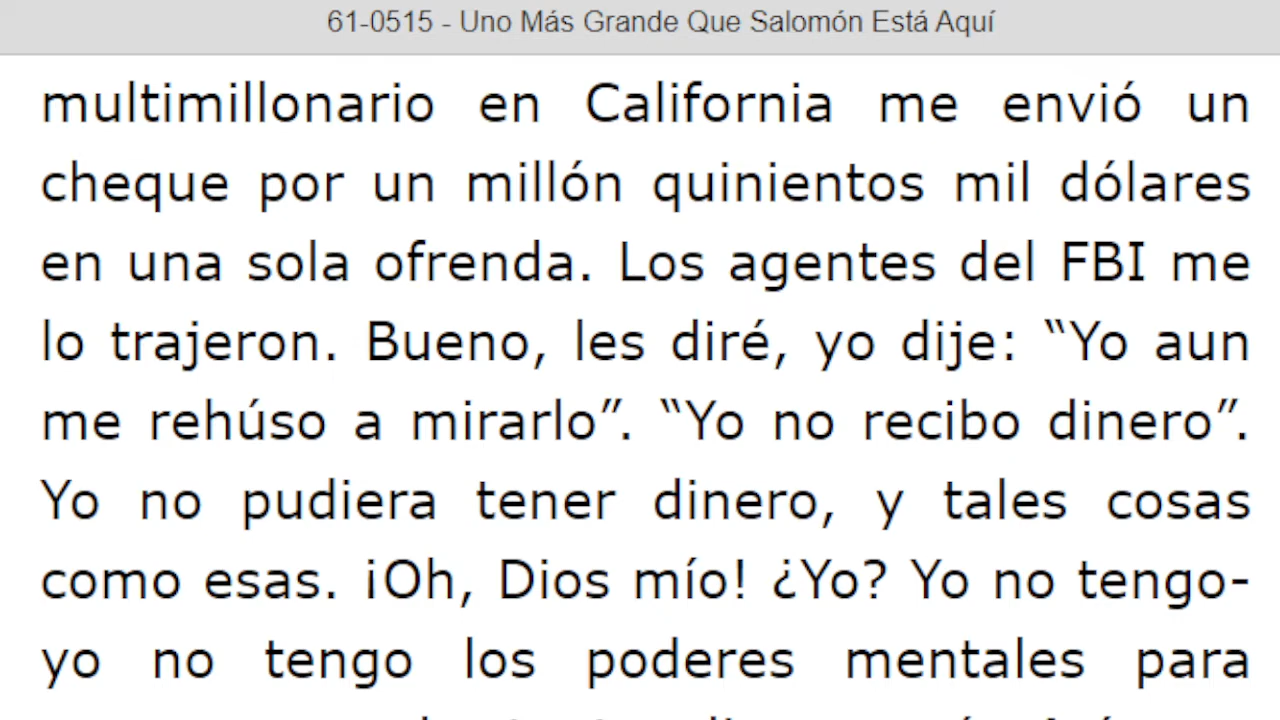 61-0515 - Uno Más Grande Que Salomón Está Aquí
multimillonario en California me envió un
cheque por un millón quinientos mil dólares
en una sola ofrenda. Los agentes del FBI me
lo trajeron. Bueno, les diré, yo dije: “Yo aun
me rehúso a mirarlo”. “Yo no recibo dinero”.
Yo no pudiera tener dinero, y tales cosas
como esas. ¡Oh, Dios mío! ¿Yo? Yo no tengo-
yo no tengo los poderes mentales para